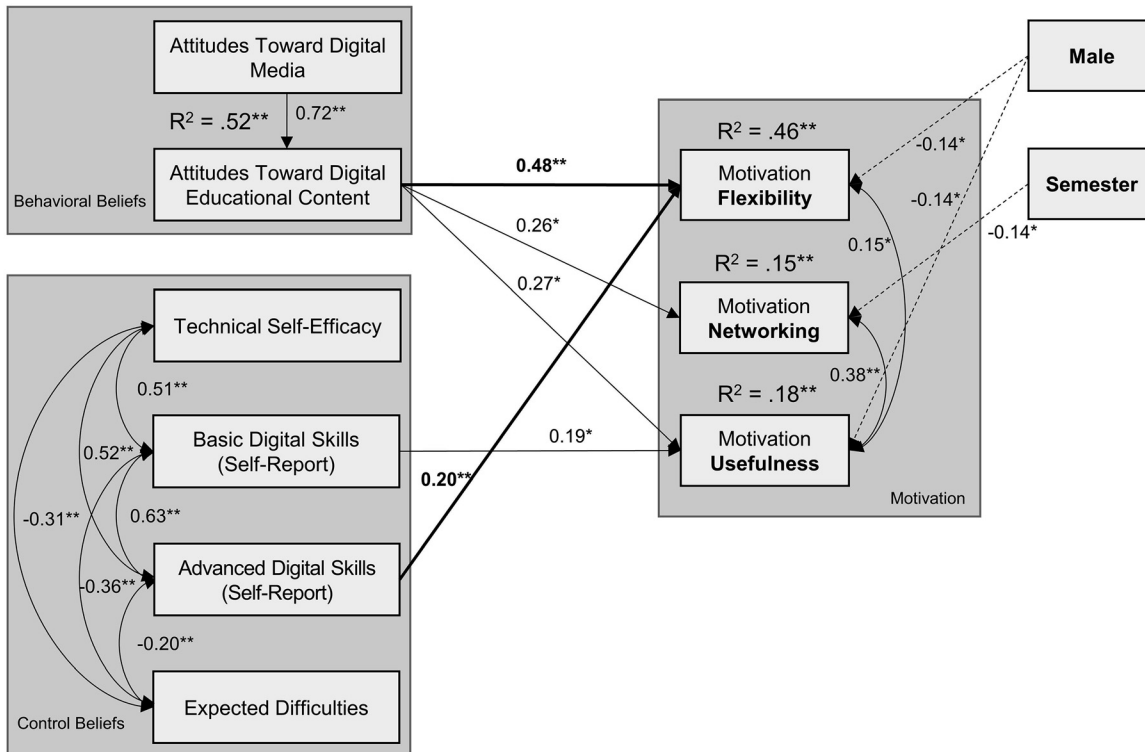 Attitudes Toward Digital
Media
R² = .52**
0.72**
Attitudes Toward Digital
Educational Content
Behavioral Beliefs
Technical Self-Efficacy
0.51**
Basic Digital Skills
(Self-Report)
0.52**
-0.31**
0.63**
Advanced Digital Skills
(Self-Report)
-0.36**
-0.20**
Expected Difficulties
Control Beliefs
0.48**
0.26*
0.27*
0.19*
0.20**
R² = .46**
Motivation
Flexibility
R² = .15**
Motivation
Networking
R² = .18**
Motivation
Usefulness
Motivation
0.15*
0.38**
Male
-0.14*
-0.14*
Semester
-0.14*